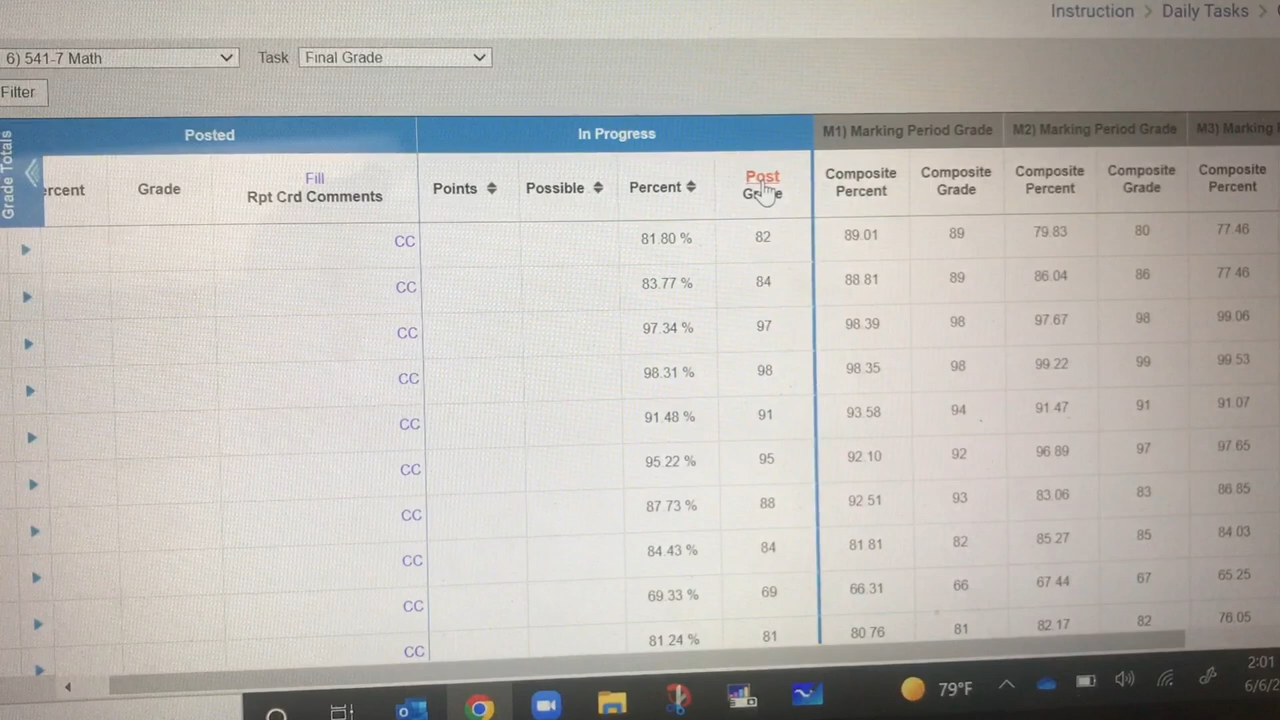 Instruction > Daily Tasks >
6) 541-7 Math Task Final Grade
Filter
Grade Totals
Posted In Progress M1) Marking Period Grade M2) Marking Period Grade M3) Marking
ercent Grade Fill Rpt Crd Comments Points Possible Percent Post Grade Composite Percent Composite Grade Composite Percent Composite Grade Composite Percent
CC 81.80 % 82 89.01 89 79.83 80 77.46
CC 83.77 % 84 88.81 89 86.04 86 77.46
CC 97.34 % 97 98.39 98 97.67 98 99.06
CC 98.31 % 98 98.35 98 99.22 99 99.53
CC 91.48 % 91 93.58 94 91.47 91 91.07
CC 95.22 % 95 92.10 92 96.89 97 97.65
CC 87.73 % 88 92.51 93 83.06 83 86.85
CC 84.43 % 84 81.81 82 85.27 85 84.03
CC 69.33 % 69 66.31 66 67.44 67 65.25
CC 81.24 % 81 80.76 81 82.17 82 76.05
79°F 2:01
6/6/2